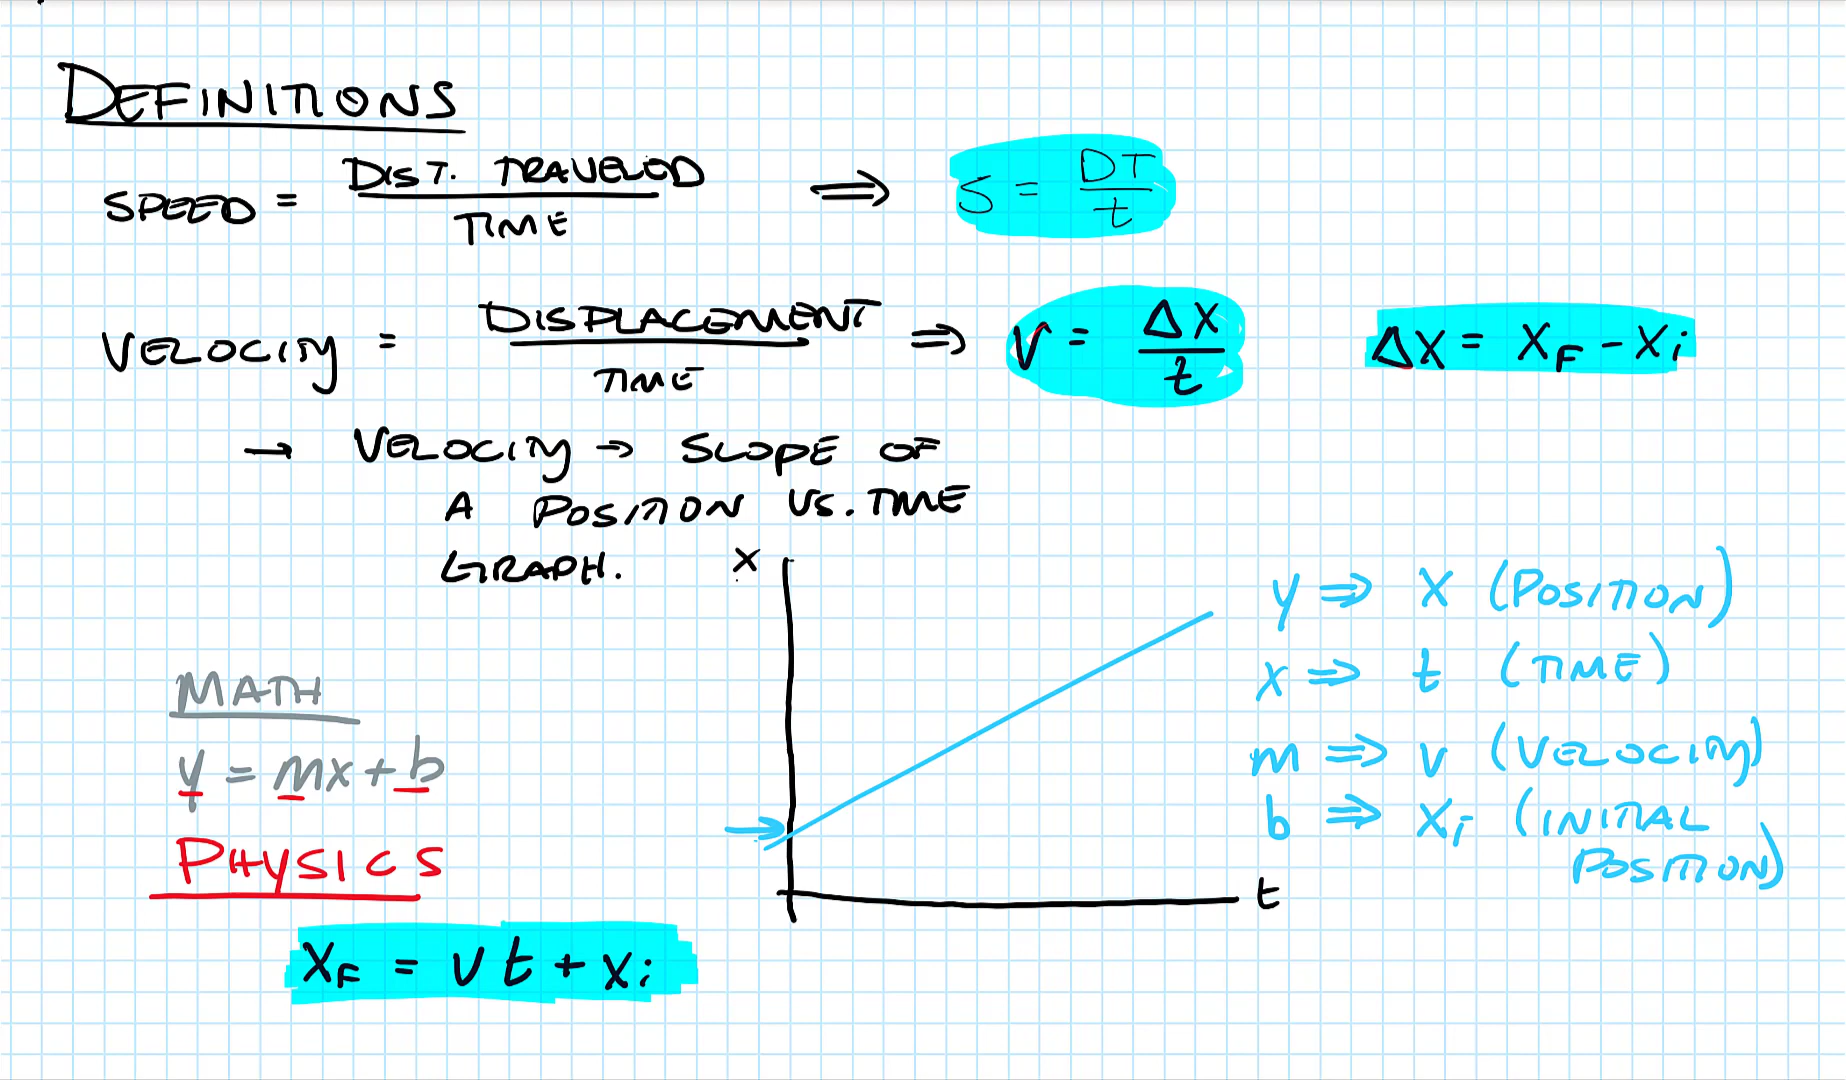 DEFINITIONS
SPEED = DIST. TRAVELED / TIME ⇒ S = DT / t
VELOCITY = DISPLACEMENT / TIME ⇒ V = ΔX / t   ΔX = XF - Xi
→ VELOCITY → SLOPE OF
A POSITION VS. TIME
GRAPH.
X
t
MATH
y = mx + b
PHYSICS
XF = v t + Xi
y ⇒ X (POSITION)
x ⇒ t (TIME)
m ⇒ v (VELOCITY)
b ⇒ Xi (INITIAL
POSITION)